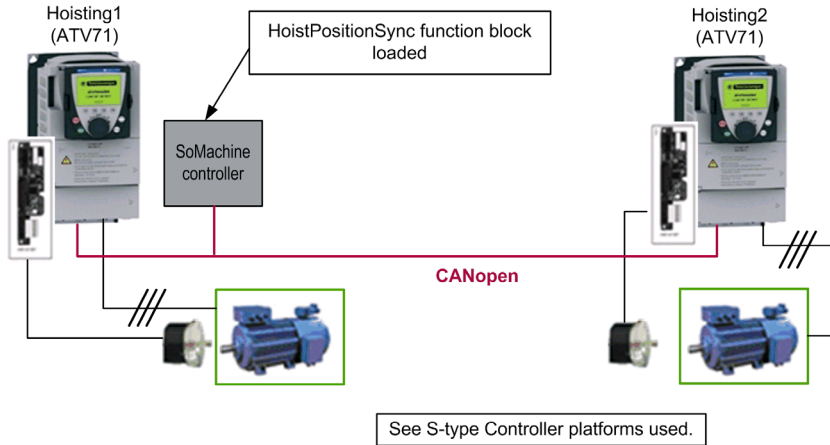 Hoisting1
(ATV71)
HoistPositionSync function block
loaded
Hoisting2
(ATV71)
SoMachine
controller
CANopen
See S-type Controller platforms used.